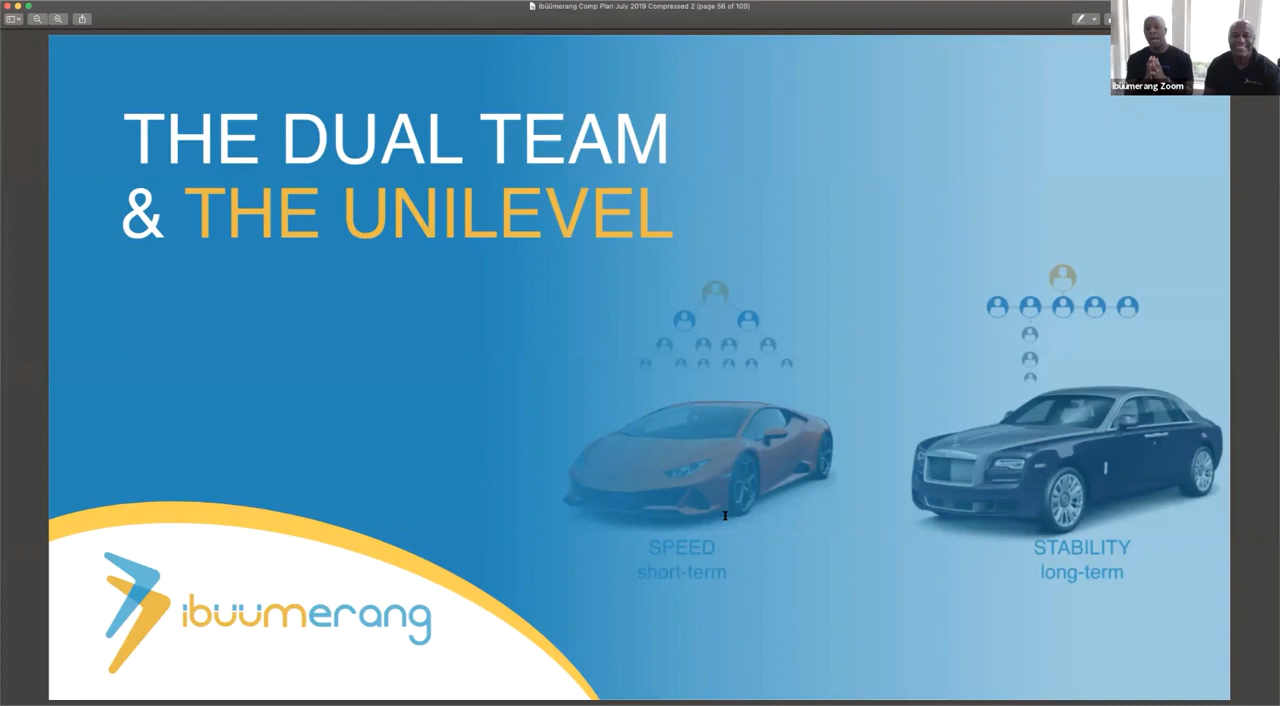 ibüümerang Comp Plan July 2019 Compressed 2 (page 56 of 109)
ibüümerang Zoom
THE DUAL TEAM
& THE UNILEVEL
SPEED
short-term
STABILITY
long-term
ibüümerang